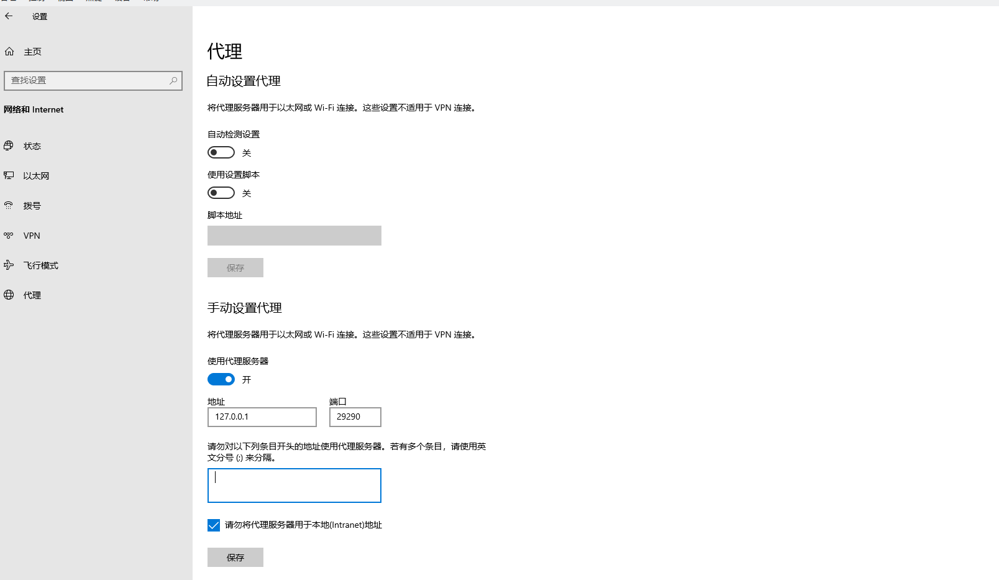 设置
主页
查找设置
网络和 Internet
状态
以太网
拨号
VPN
飞行模式
代理
代理
自动设置代理
将代理服务器用于以太网或 Wi-Fi 连接。这些设置不适用于 VPN 连接。
自动检测设置
关
使用设置脚本
关
脚本地址
保存
手动设置代理
将代理服务器用于以太网或 Wi-Fi 连接。这些设置不适用于 VPN 连接。
使用代理服务器
开
地址 端口
127.0.0.1 29290
请勿对以下列条目开头的地址使用代理服务器。若有多个条目，请使用英
文分号 (;) 来分隔。
请勿将代理服务器用于本地(Intranet)地址
保存